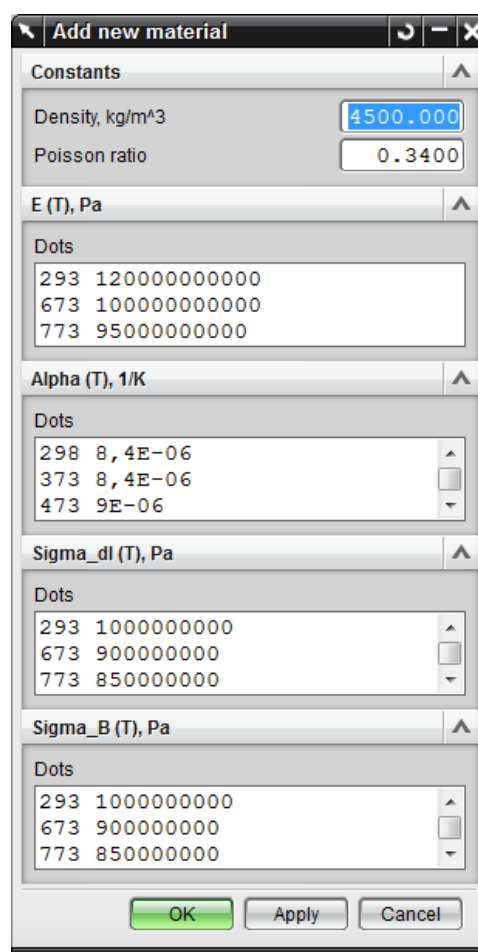 Add new material
Constants
Density, kg/m^3 4500.000
Poisson ratio 0.3400
E (T), Pa
Dots
293 120000000000
673 100000000000
773 95000000000
Alpha (T), 1/K
Dots
298 8,4E-06
373 8,4E-06
473 9E-06
Sigma_dl (T), Pa
Dots
293 1000000000
673 900000000
773 850000000
Sigma_B (T), Pa
Dots
293 1000000000
673 900000000
773 850000000
OK Apply Cancel